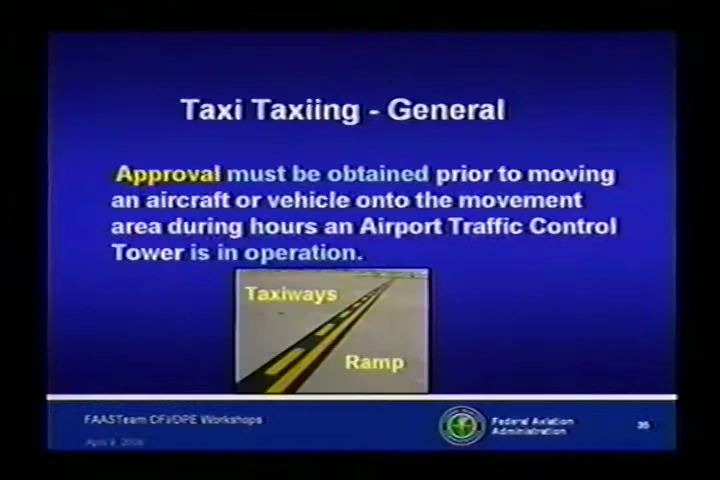 Taxi Taxiing - General
Approval must be obtained prior to moving
an aircraft or vehicle onto the movement
area during hours an Airport Traffic Control
Tower is in operation.
Taxiways
Ramp
FAASTeam CFI/DPE Workshops
Federal Aviation
Administration
35